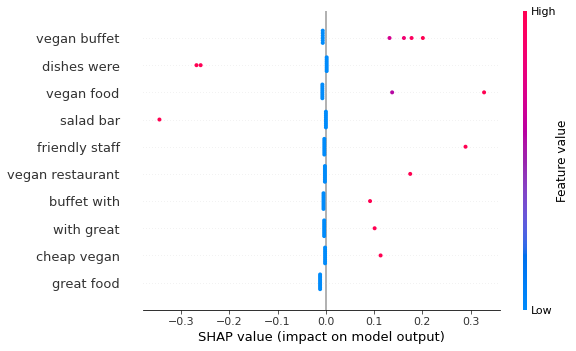 High
vegan buffet
dishes were
vegan food
salad bar
friendly staff
vegan restaurant
buffet with
with great
cheap vegan
great food
Feature value
Low
−0.3 −0.2 −0.1 0.0 0.1 0.2 0.3
SHAP value (impact on model output)